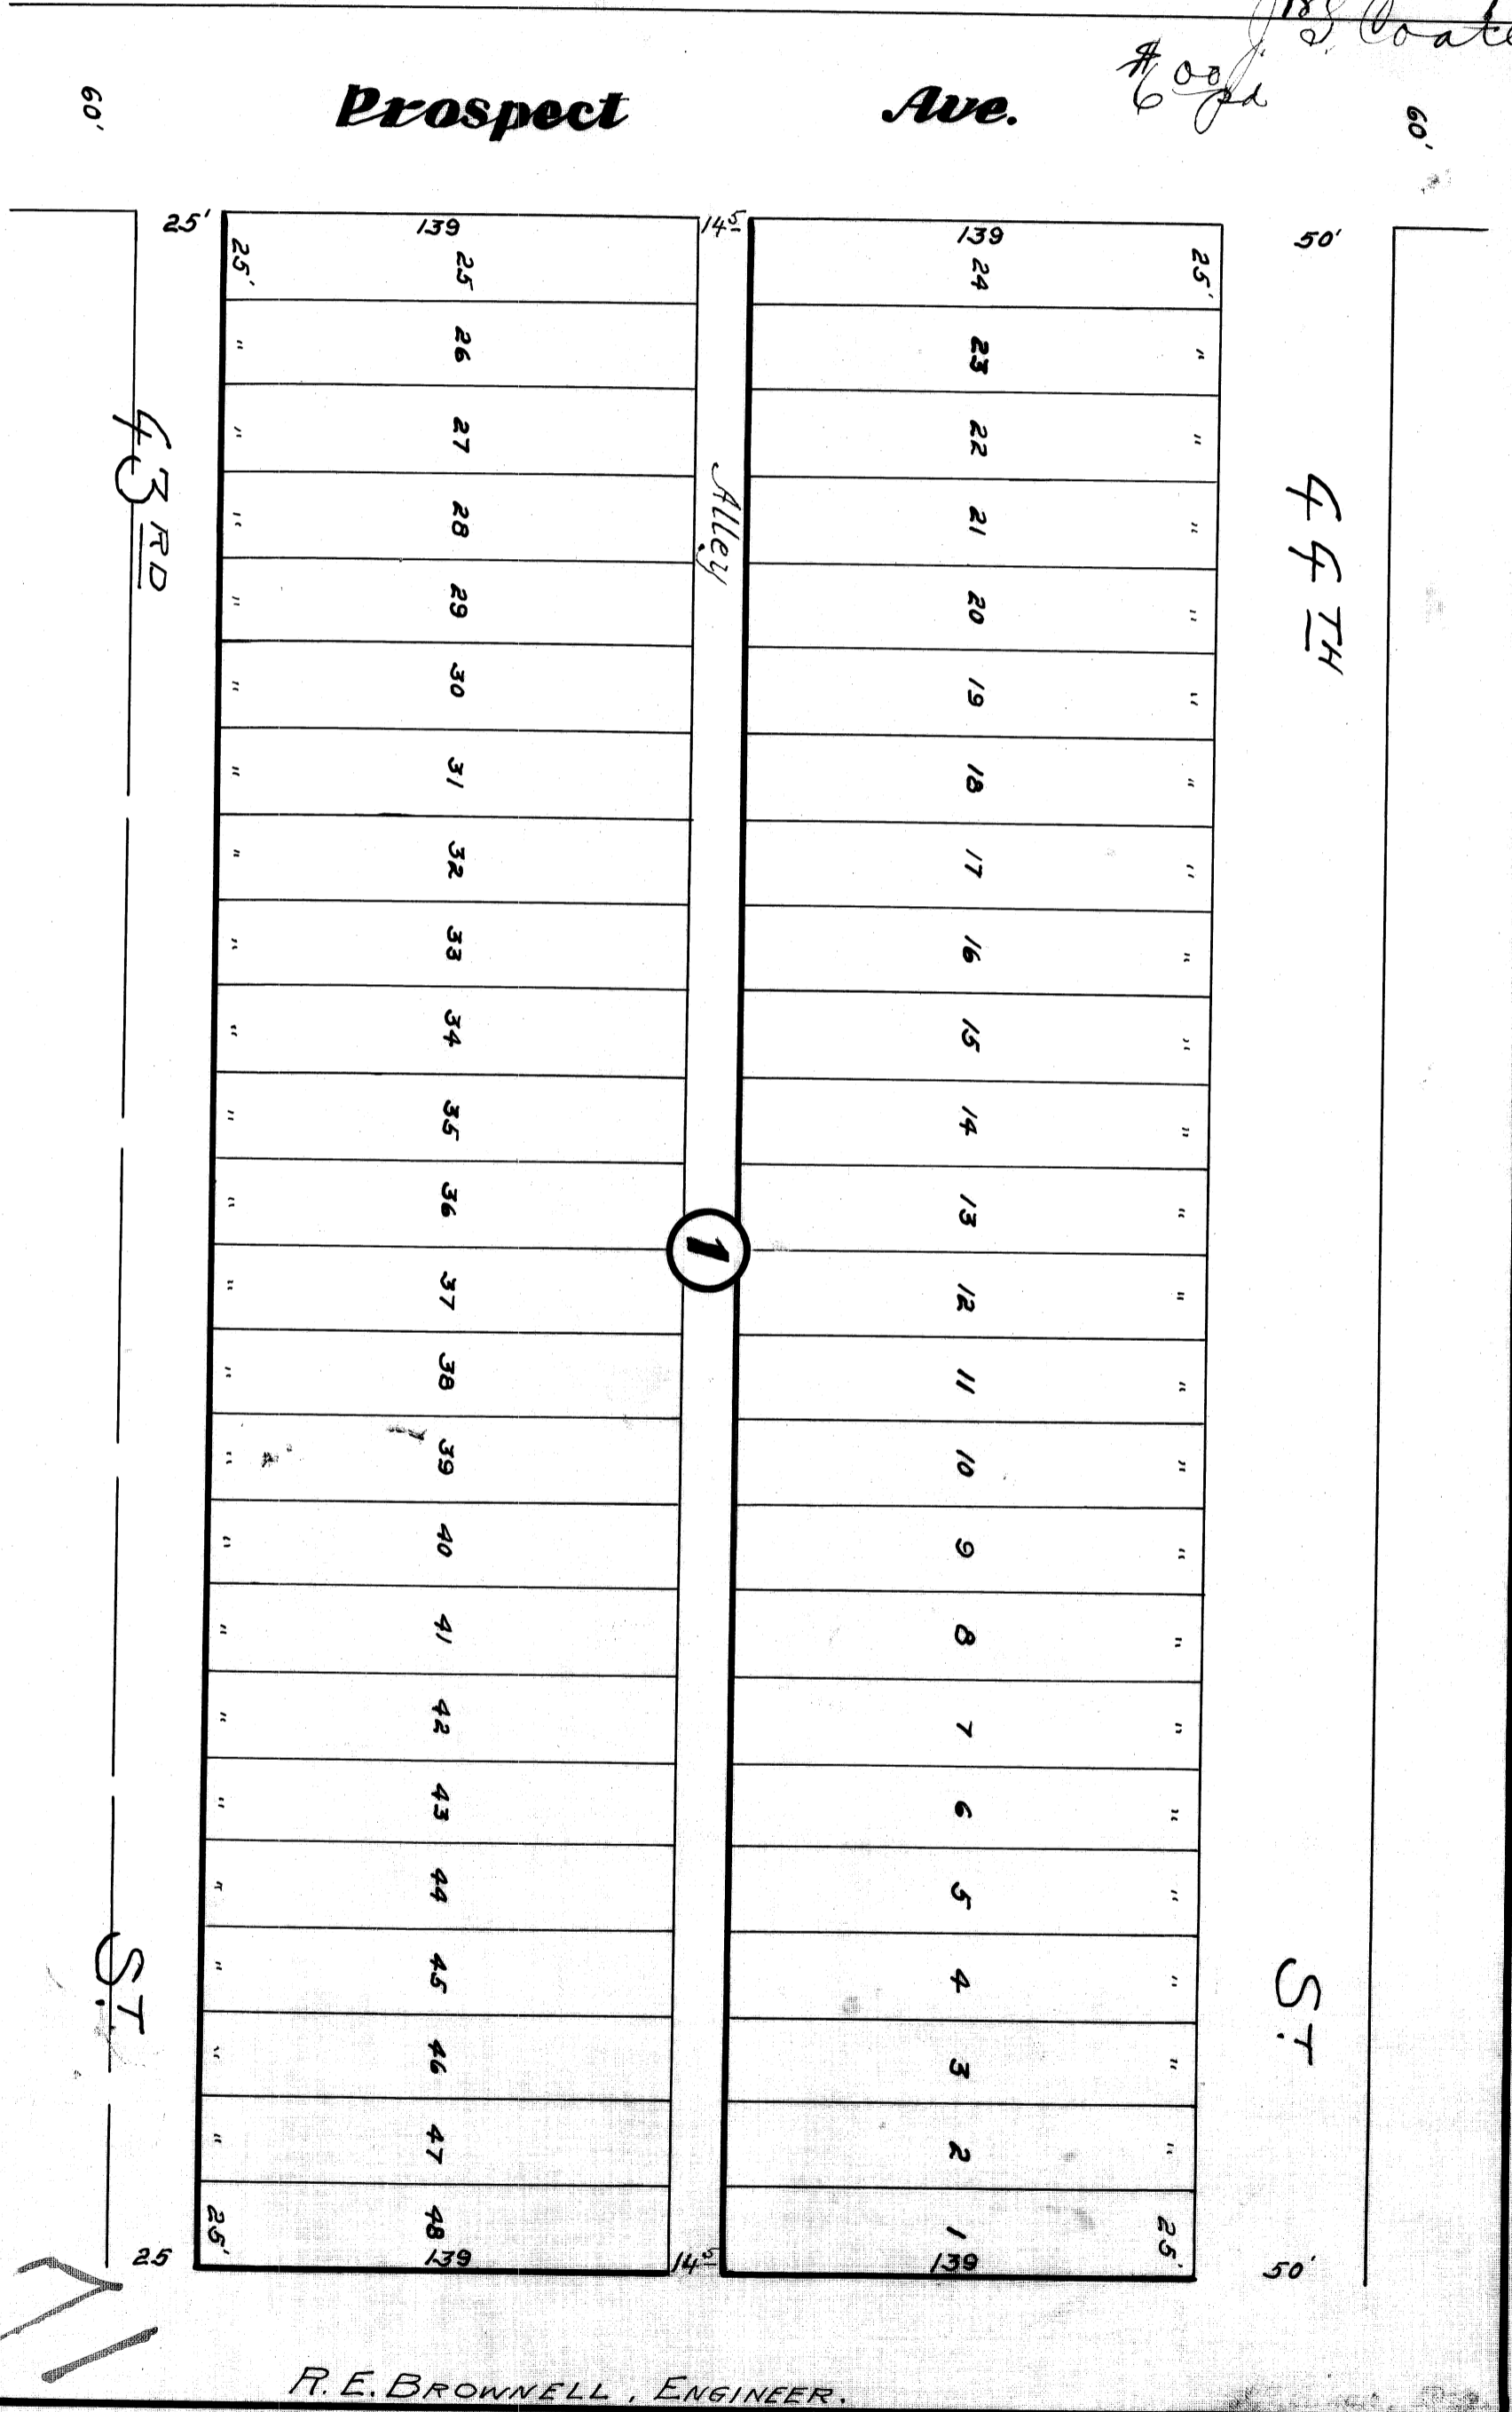 J. S. Coate
$6 00 pd
60'
Prospect Ave.
60'
25' 139 14 5 139 50'
25' 25 24 25'
" 26 23 "
" 27 22 "
" 28 21 "
" 29 20 "
" 30 19 "
" 31 18 "
" 32 17 "
" 33 16 "
" 34 15 "
" 35 14 "
" 36 13 "
" 37 12 "
" 38 11 "
" 39 10 "
" 40 9 "
" 41 8 "
" 42 7 "
" 43 6 "
" 44 5 "
" 45 4 "
" 46 3 "
" 47 2 "
25' 48 1 25'
25 139 14 5 139 50'
43RD ST.
Alley
1
44TH ST.
R. E. BROWNELL, ENGINEER.